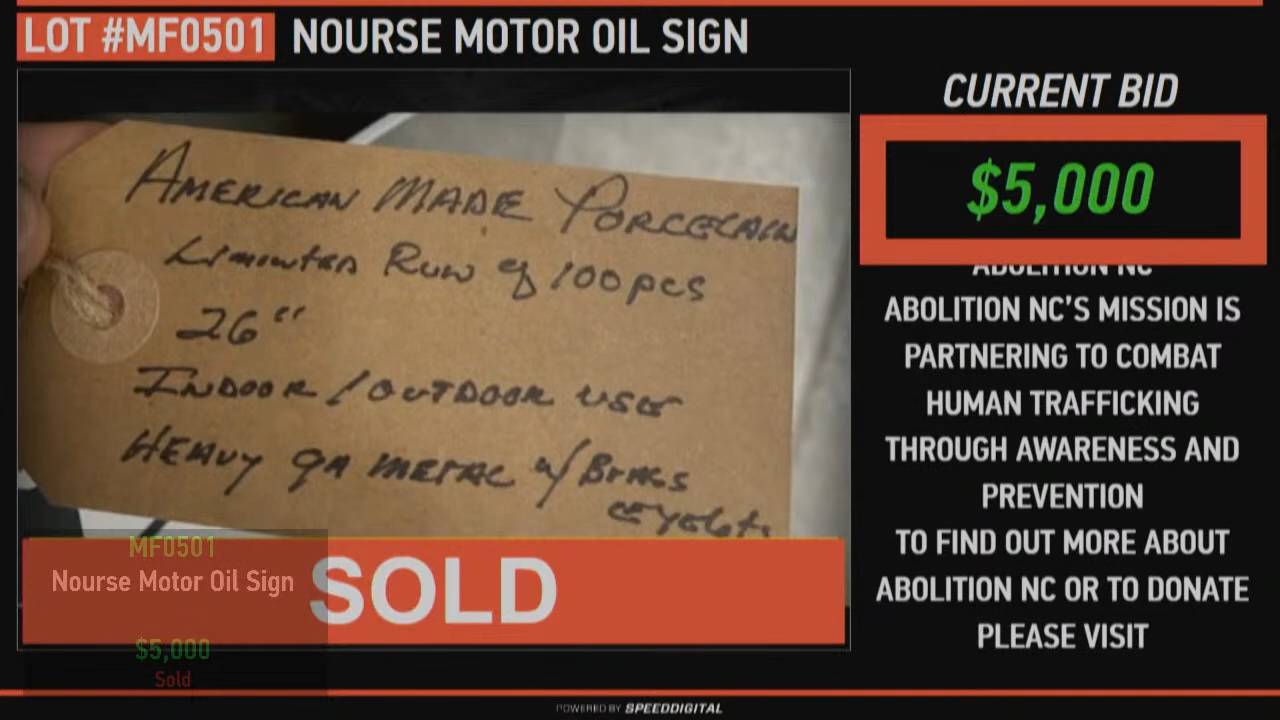 LOT #MF0501 NOURSE MOTOR OIL SIGN
AMERICAN MADE PORCELAIN
LIMINTED RUN of 100 pcs
26"
INDOOR / OUTDOOR USE
HEAVY ga METAL w/ BRASS
EYELETS
SOLD
MF0501
Nourse Motor Oil Sign
$5,000
Sold
CURRENT BID
$5,000
ABOLITION NC
ABOLITION NC'S MISSION IS
PARTNERING TO COMBAT
HUMAN TRAFFICKING
THROUGH AWARENESS AND
PREVENTION
TO FIND OUT MORE ABOUT
ABOLITION NC OR TO DONATE
PLEASE VISIT
POWERED BY SPEEDDIGITAL